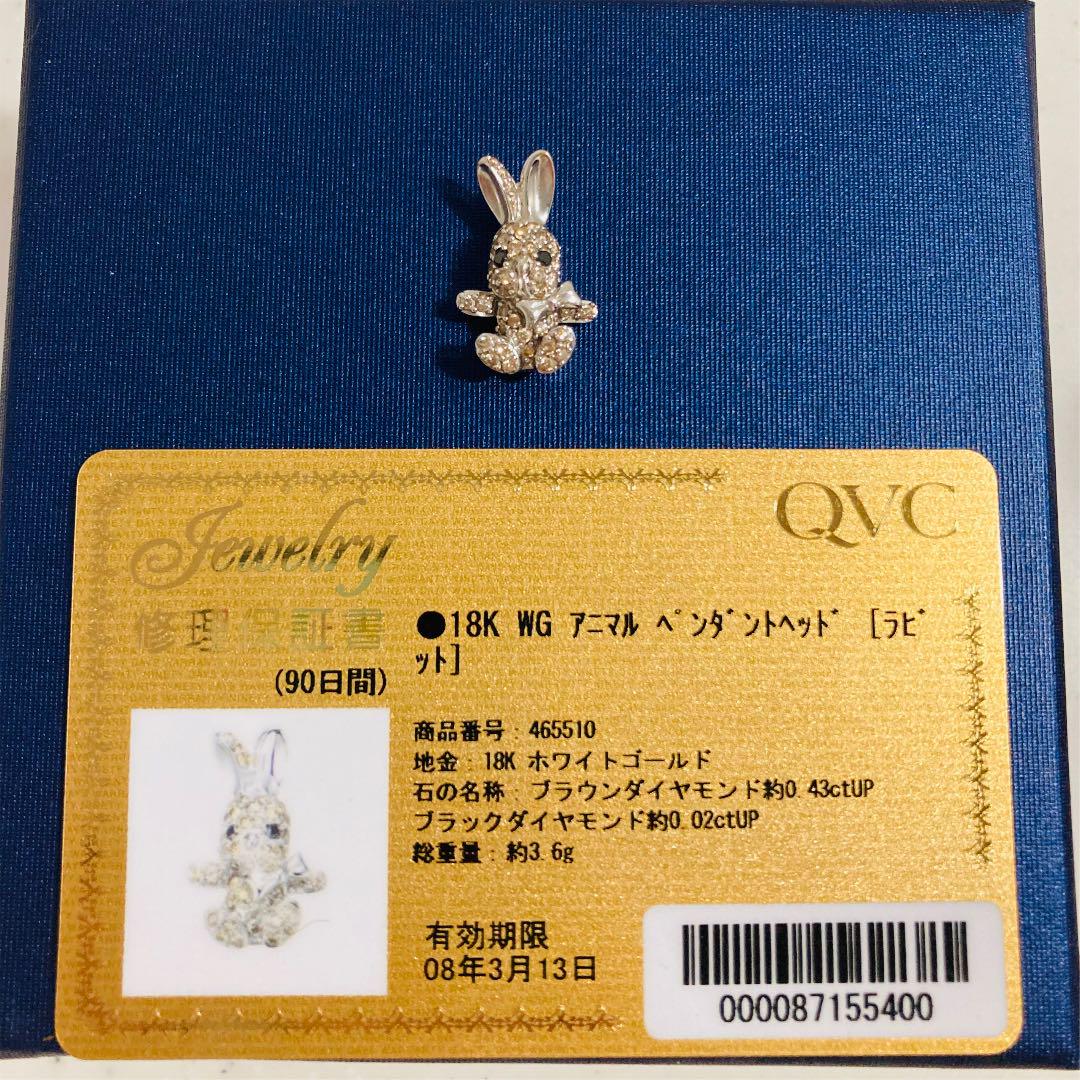 Jewelry
QVC
修理保証書
(90日間)
●18K WG ｱﾆﾏﾙ ﾍﾟﾝﾀﾞﾝﾄﾍｯﾄﾞ [ﾗﾋﾞ
ｯﾄ]
商品番号：465510
地金：18K ホワイトゴールド
石の名称：ブラウンダイヤモンド約0.43ctUP
ブラックダイヤモンド約0.02ctUP
総重量：約3.6g
有効期限
08年3月13日
000087155400